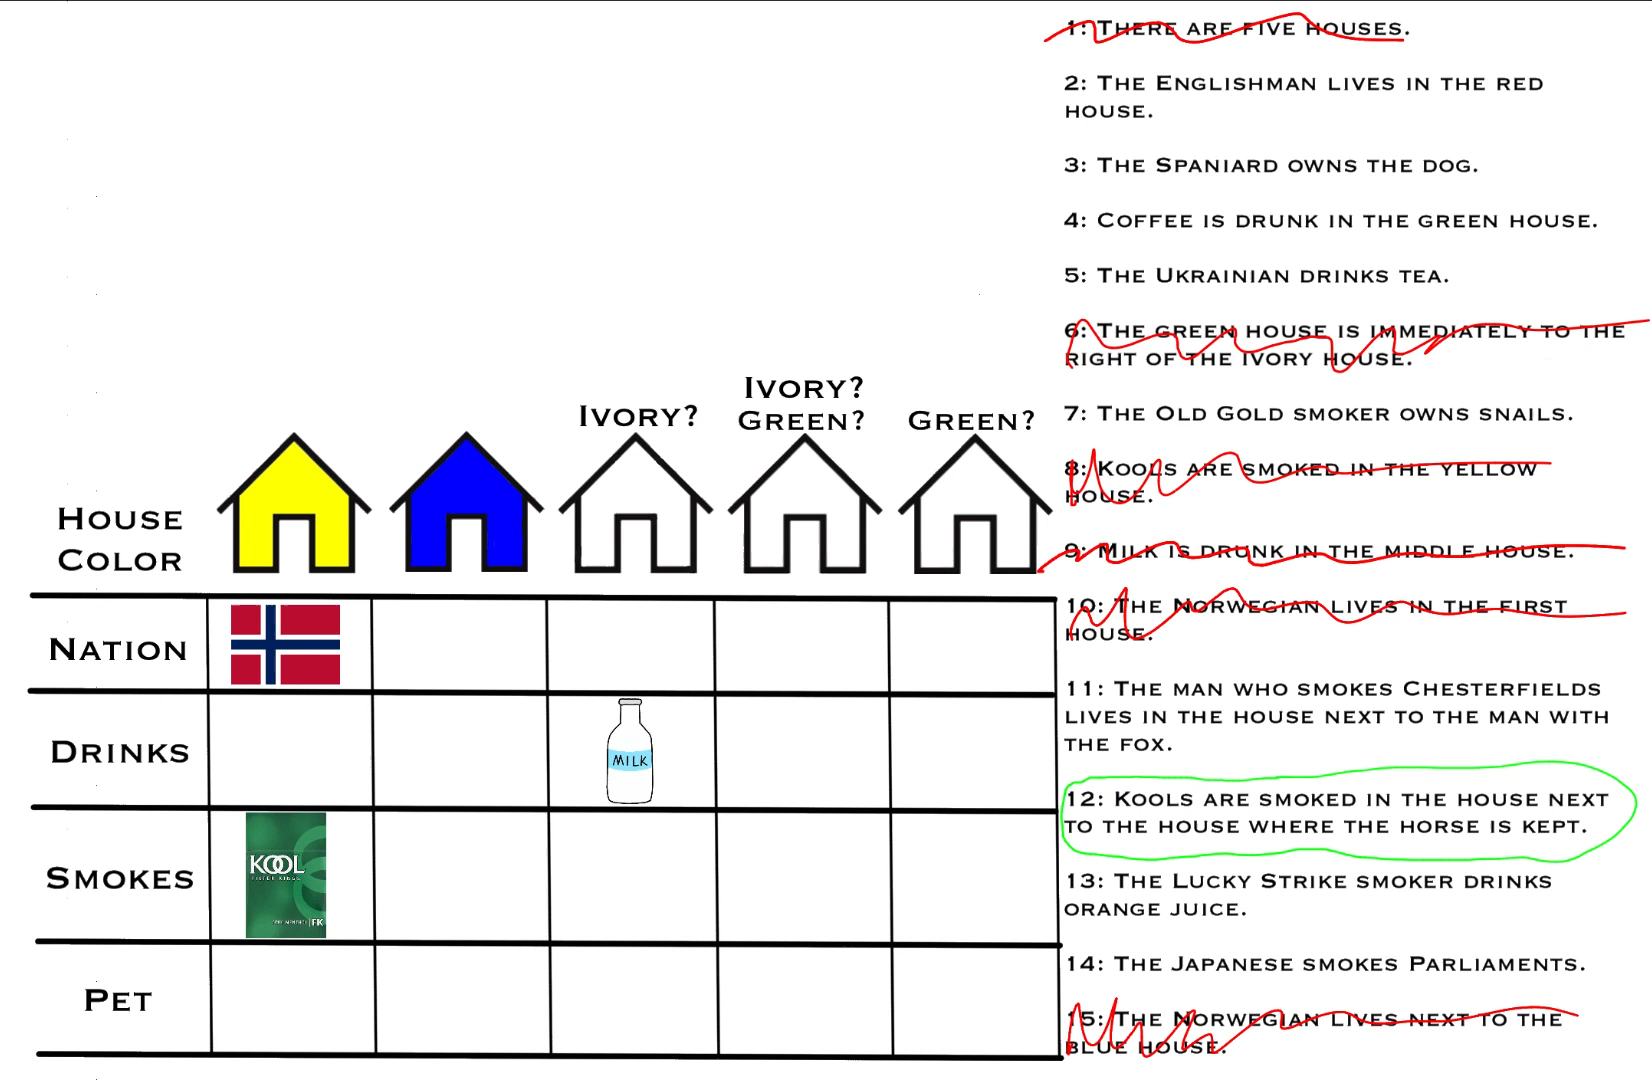 1: There are five houses.
2: The Englishman lives in the red
house.
3: The Spaniard owns the dog.
4: Coffee is drunk in the green house.
5: The Ukrainian drinks tea.
6: The green house is immediately to the
right of the ivory house.
7: The Old Gold smoker owns snails.
8: Kools are smoked in the yellow
house.
9: Milk is drunk in the middle house.
10: The Norwegian lives in the first
house.
11: The man who smokes Chesterfields
lives in the house next to the man with
the fox.
12: Kools are smoked in the house next
to the house where the horse is kept.
13: The Lucky Strike smoker drinks
orange juice.
14: The Japanese smokes Parliaments.
15: The Norwegian lives next to the
blue house.
Ivory?
Ivory?
Green?
Green?
House
Color
Nation
Drinks
MILK
Smokes
KOOL
FK
Pet